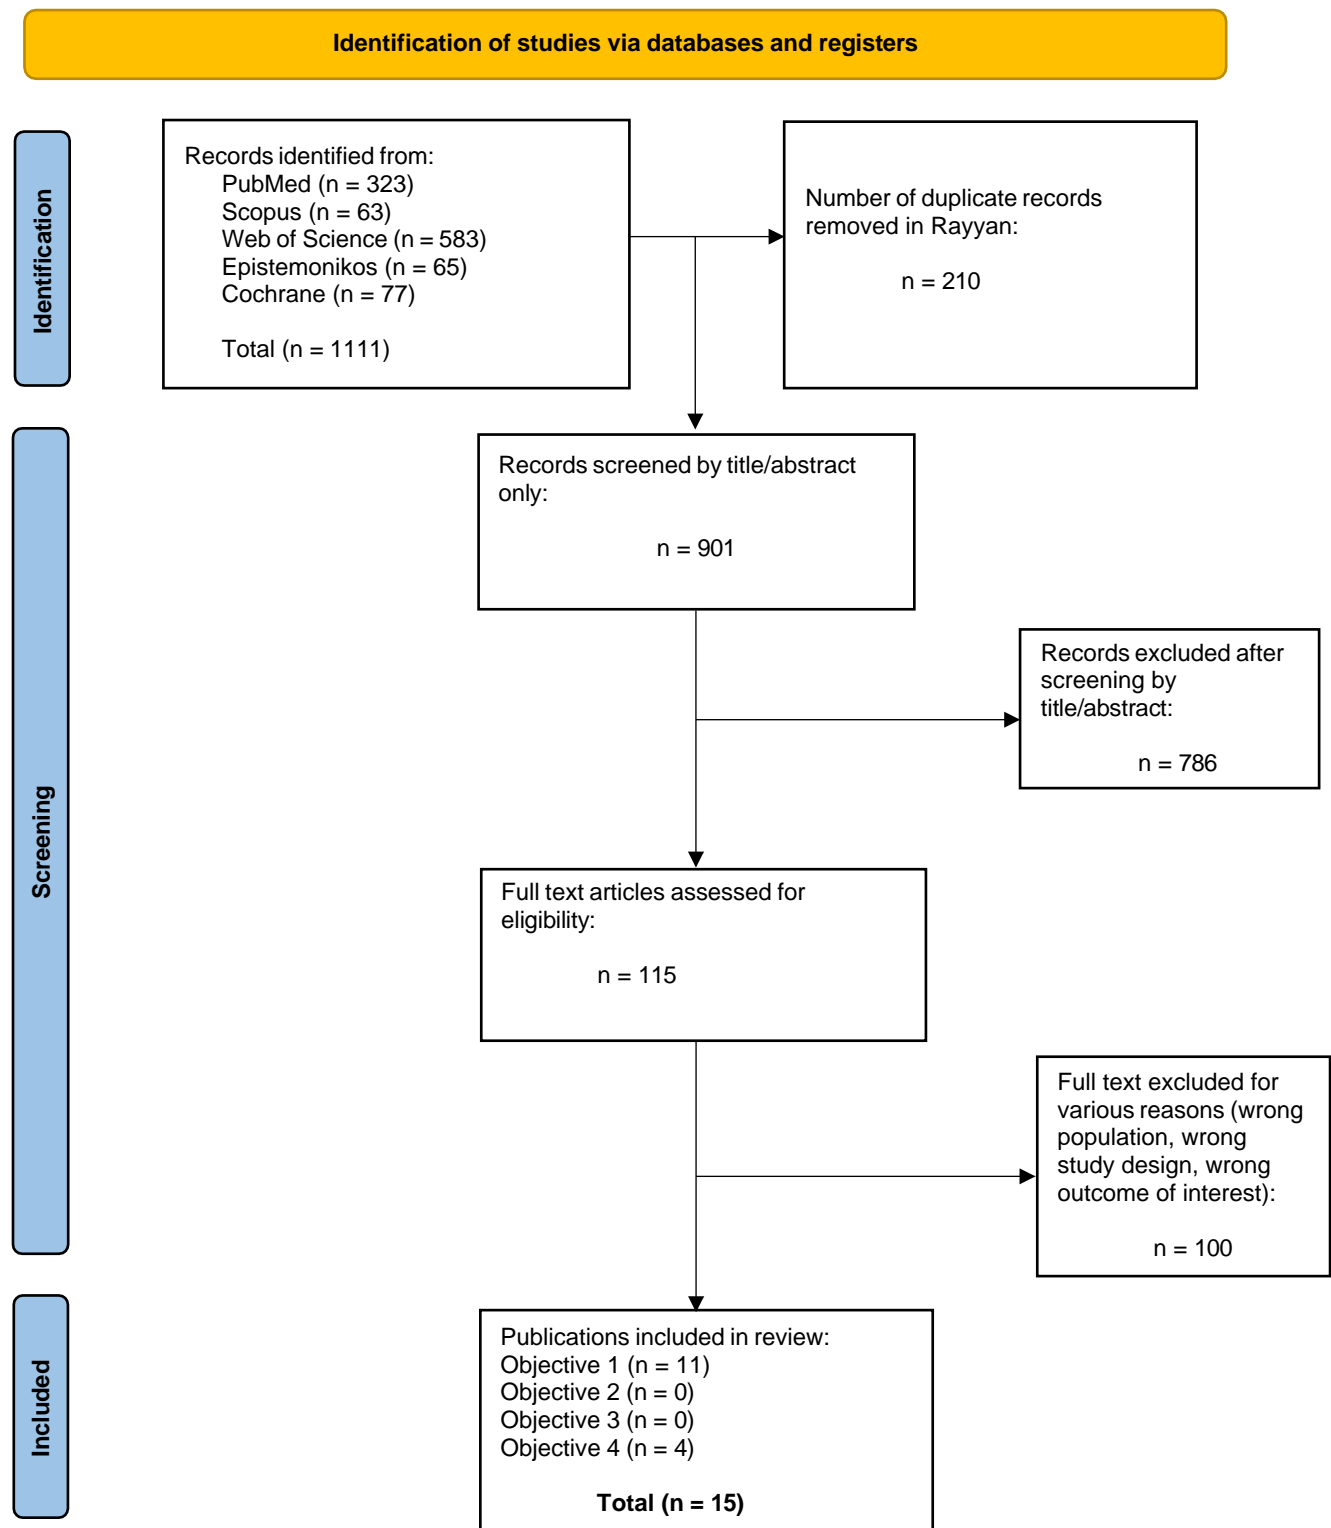 Identification of studies via databases and registers
Identification
Records identified from:
PubMed (n = 323)
Scopus (n = 63)
Web of Science (n = 583)
Epistemonikos (n = 65)
Cochrane (n = 77)
Total (n = 1111)
Number of duplicate records
removed in Rayyan:
n = 210
Screening
Records screened by title/abstract
only:
n = 901
Records excluded after
screening by
title/abstract:
n = 786
Full text articles assessed for
eligibility:
n = 115
Full text excluded for
various reasons (wrong
population, wrong
study design, wrong
outcome of interest):
n = 100
Included
Publications included in review:
Objective 1 (n = 11)
Objective 2 (n = 0)
Objective 3 (n = 0)
Objective 4 (n = 4)
Total (n = 15)